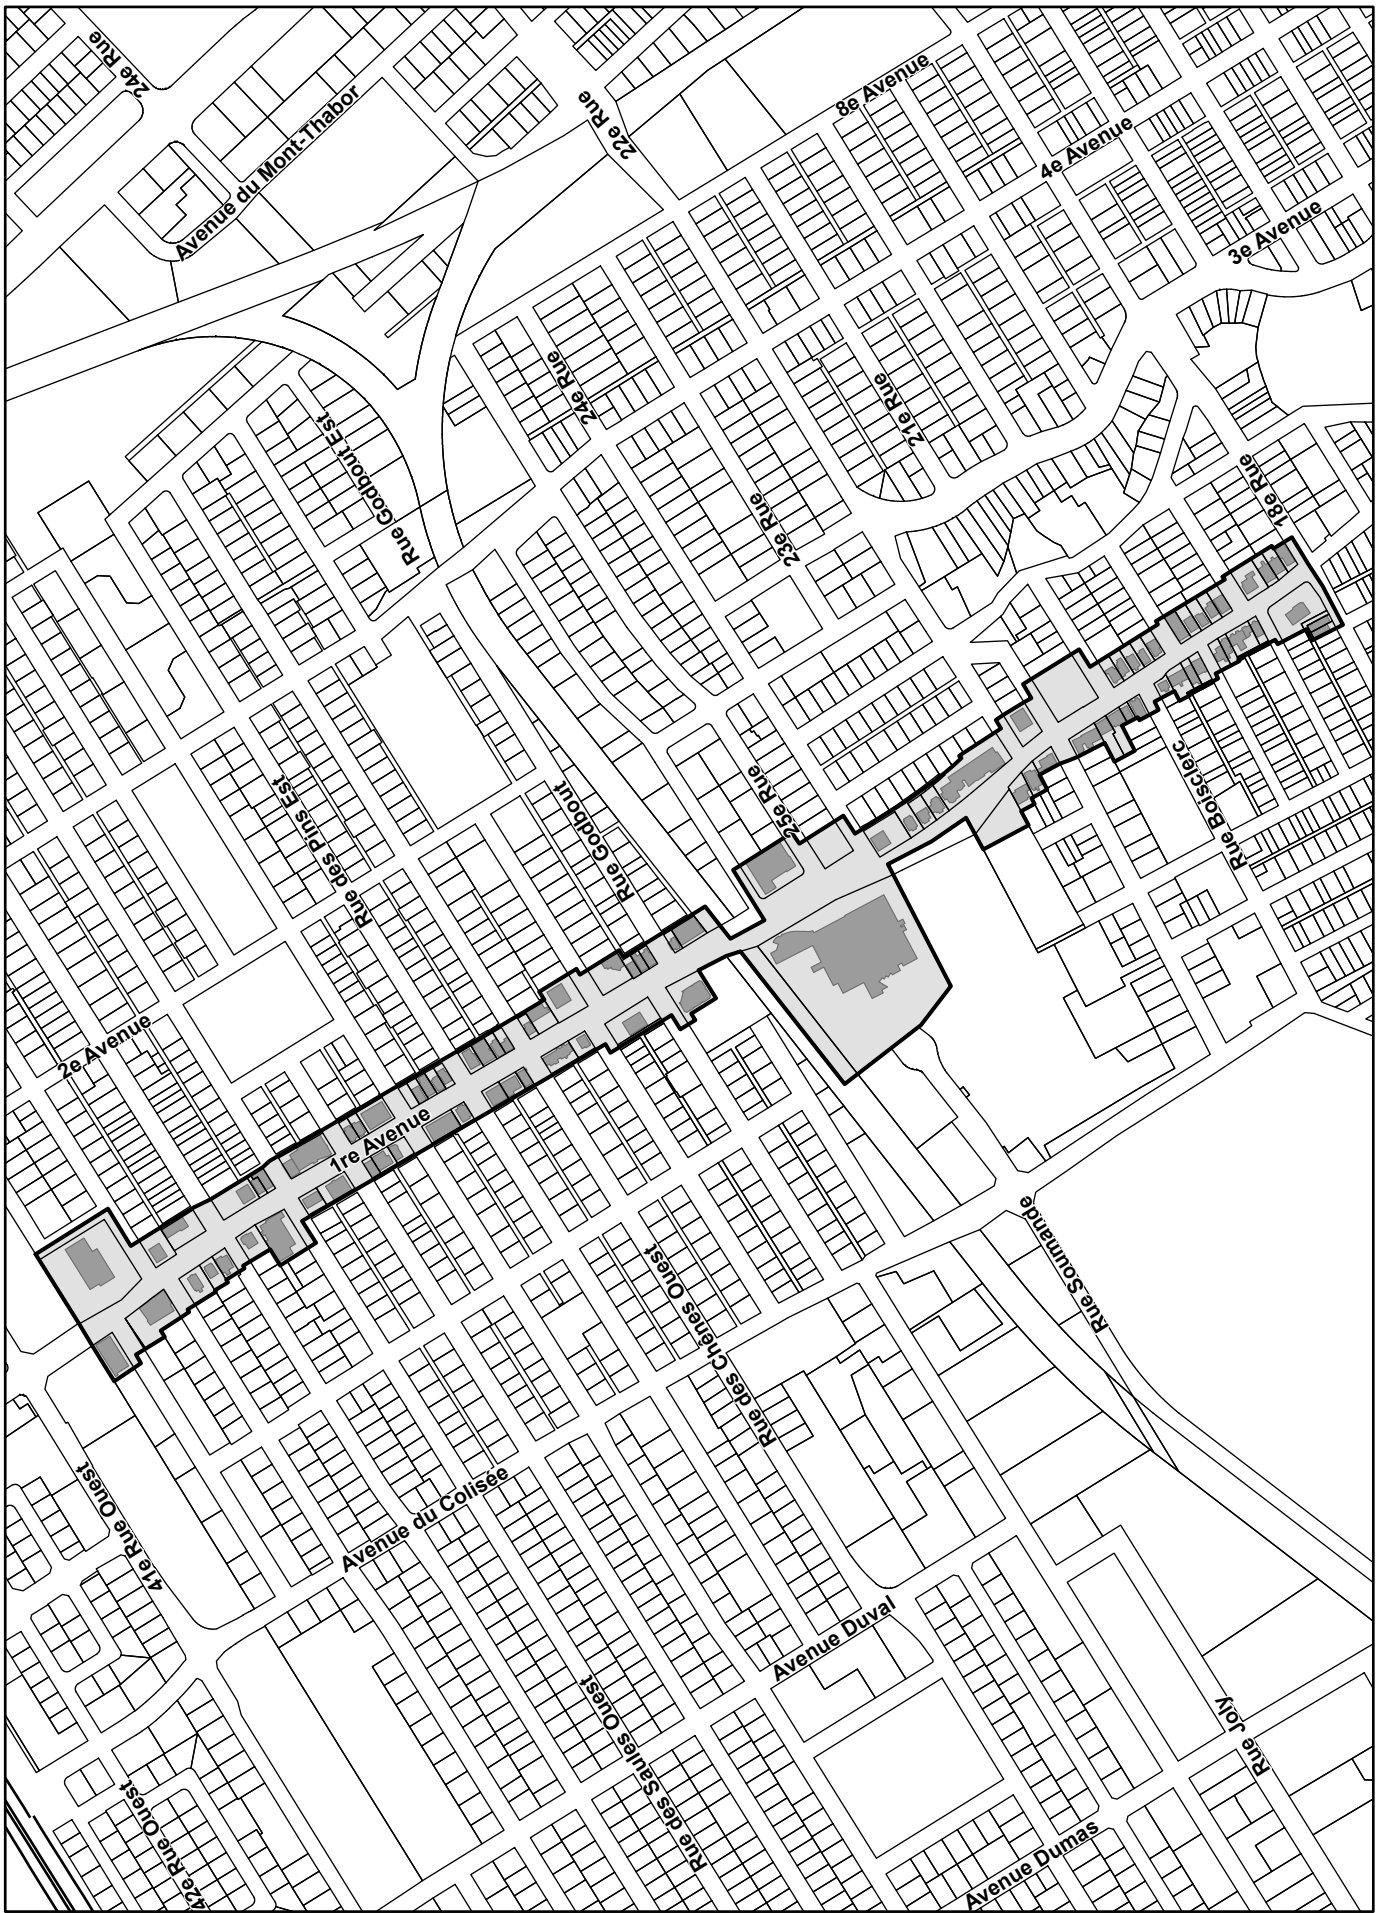 24e Rue
8e Avenue
Avenue du Mont-Thabor
22e Rue
4e Avenue
3e Avenue
24e Rue
21e Rue
Rue Godbout Est
18e Rue
23e Rue
Rue Boisclerc
25e Rue
Rue des Pins Est
Rue Godbout
2e Avenue
1re Avenue
Rue Soumande
Rue des Chênes Ouest
41e Rue Ouest
Avenue du Colisée
Avenue Duval
Rue des Saules Ouest
Rue Joly
42e Rue Ouest
Avenue Dumas